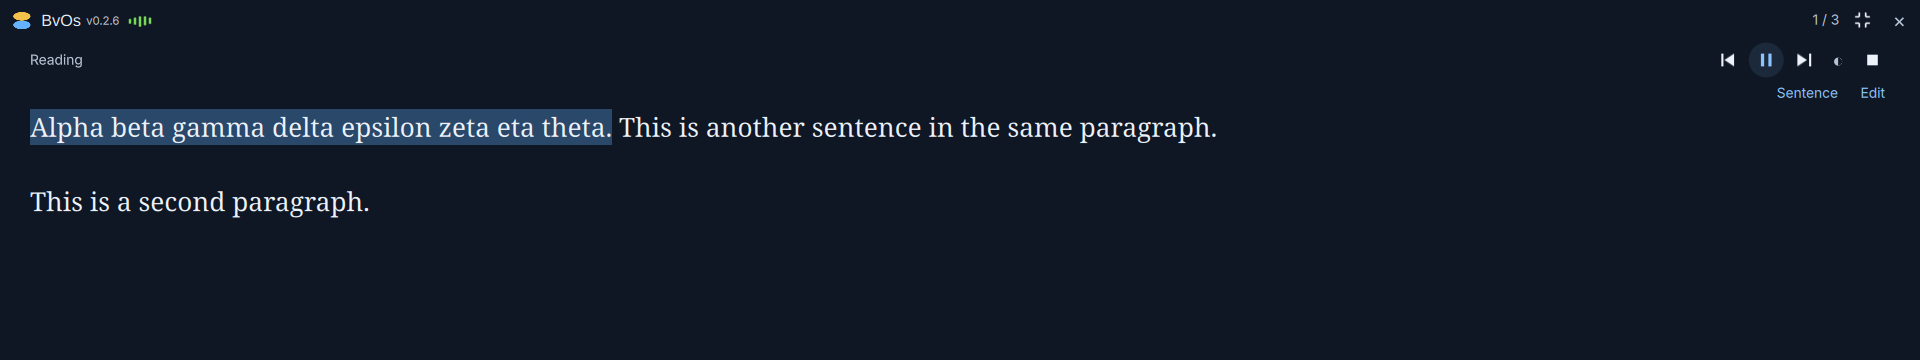 BvOs v0.2.6 1 / 3
Reading
Sentence Edit
Alpha beta gamma delta epsilon zeta eta theta. This is another sentence in the same paragraph.
This is a second paragraph.